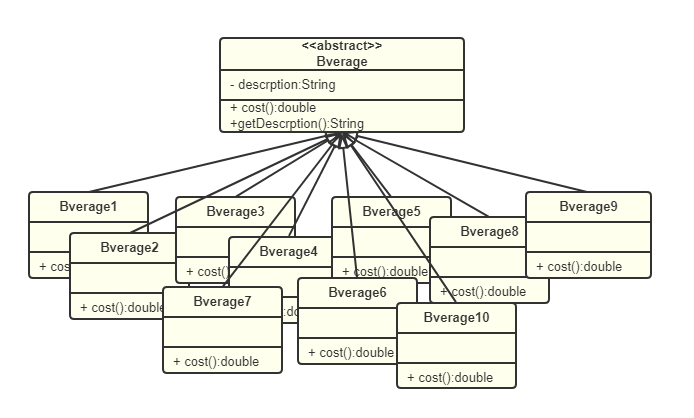 <<abstract>>
Bverage
- descrption:String
+ cost():double
+getDescrption():String
Bverage1
+ cos
Bverage2
+ cost():double
Bverage3
+ cost()
Bverage4
:do
Bverage5
+ cost():double
Bverage6
+ cost():double
Bverage7
+ cost():double
Bverage8
+ cost():double
Bverage9
+ cost():double
Bverage10
+ cost():double